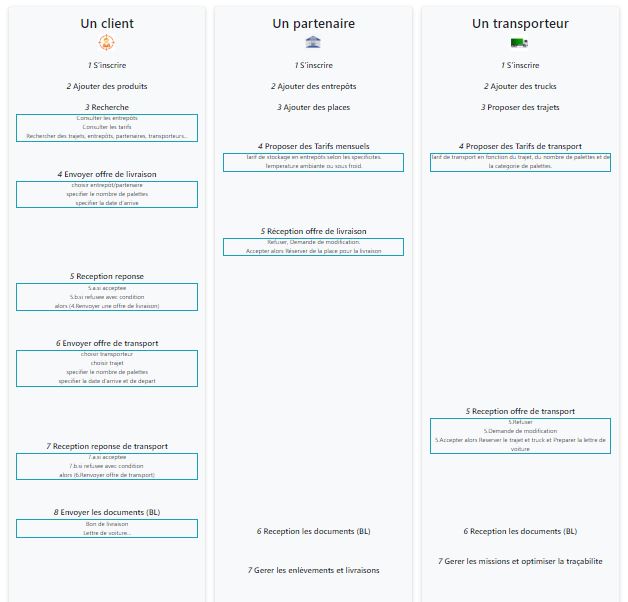 Un client
1 S'inscrire
2 Ajouter des produits
3 Recherche
Consulter les entrepôts
Consulter les tarifs
Rechercher des trajets, entrepôts, partenaires, transporteurs..
4 Envoyer offre de livraison
choisir entrepot/partenaire
specifier le nombre de palettes
specifier la date d'arrive
5 Reception reponse
5.a.si acceptee
5.b.si refusee avec condition
alors (4.Renvoyer une offre de livraison)
6 Envoyer offre de transport
choisir transporteur
choisir trajet
specifier le nombre de palettes
specifier la date d'arrive et de depart
7 Reception reponse de transport
7.a.si acceptee
7.b.si refusee avec condition
alors (6.Renvoyer offre de transport)
8 Envoyer les documents (BL)
Bon de livraison
Lettre de voiture...
Un partenaire
1 S'inscrire
2 Ajouter des entrepôts
3 Ajouter des places
4 Proposer des Tarifs mensuels
Tarif de stockage en entrepots selon les specificites.
Temperature ambiante ou sous froid.
5 Réception offre de livraison
Refuser, Demande de modification.
Accepter alors Réserver de la place pour la livraison
6 Reception les documents (BL)
7 Gerer les enlèvements et livraisons
Un transporteur
1 S'inscrire
2 Ajouter des trucks
3 Proposer des trajets
4 Proposer des Tarifs de transport
Tarif de transport en fonction du trajet, du nombre de palettes et de
la categorie de palettes.
5 Reception offre de transport
5.Refuser
5.Demande de modification
5.Accepter alors Reserver le trajet et truck et Preparer la lettre de
voiture
6 Reception les documents (BL)
7 Gerer les missions et optimiser la traçabilite